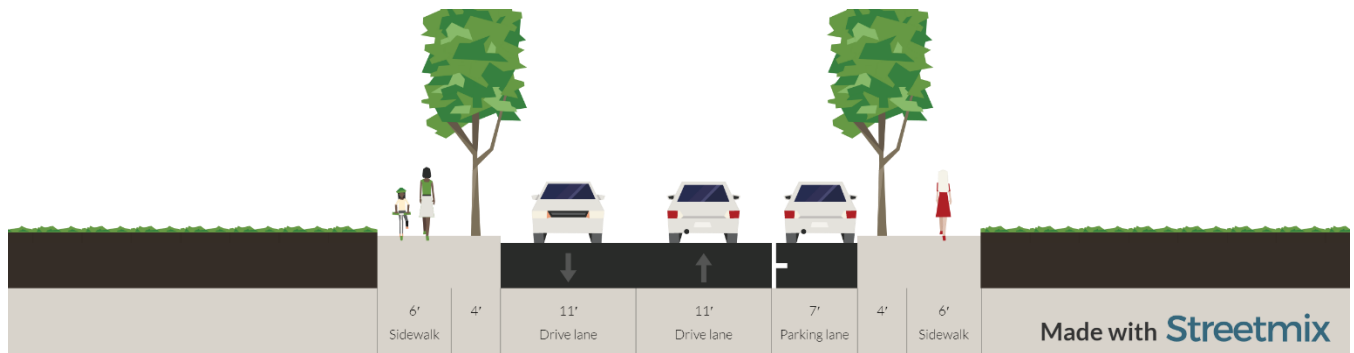 6′
Sidewalk
4′
11′
Drive lane
11′
Drive lane
7′
Parking lane
4′
6′
Sidewalk
Made with Streetmix